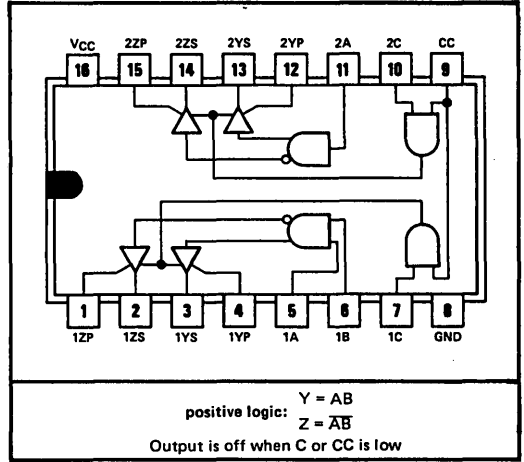 VCC 2ZP 2ZS 2YS 2YP 2A 2C CC
16 15 14 13 12 11 10 9
1 2 3 4 5 6 7 8
1ZP 1ZS 1YS 1YP 1A 1B 1C GND
positive logic: Y = AB
Z = \overline{AB}
Output is off when C or CC is low